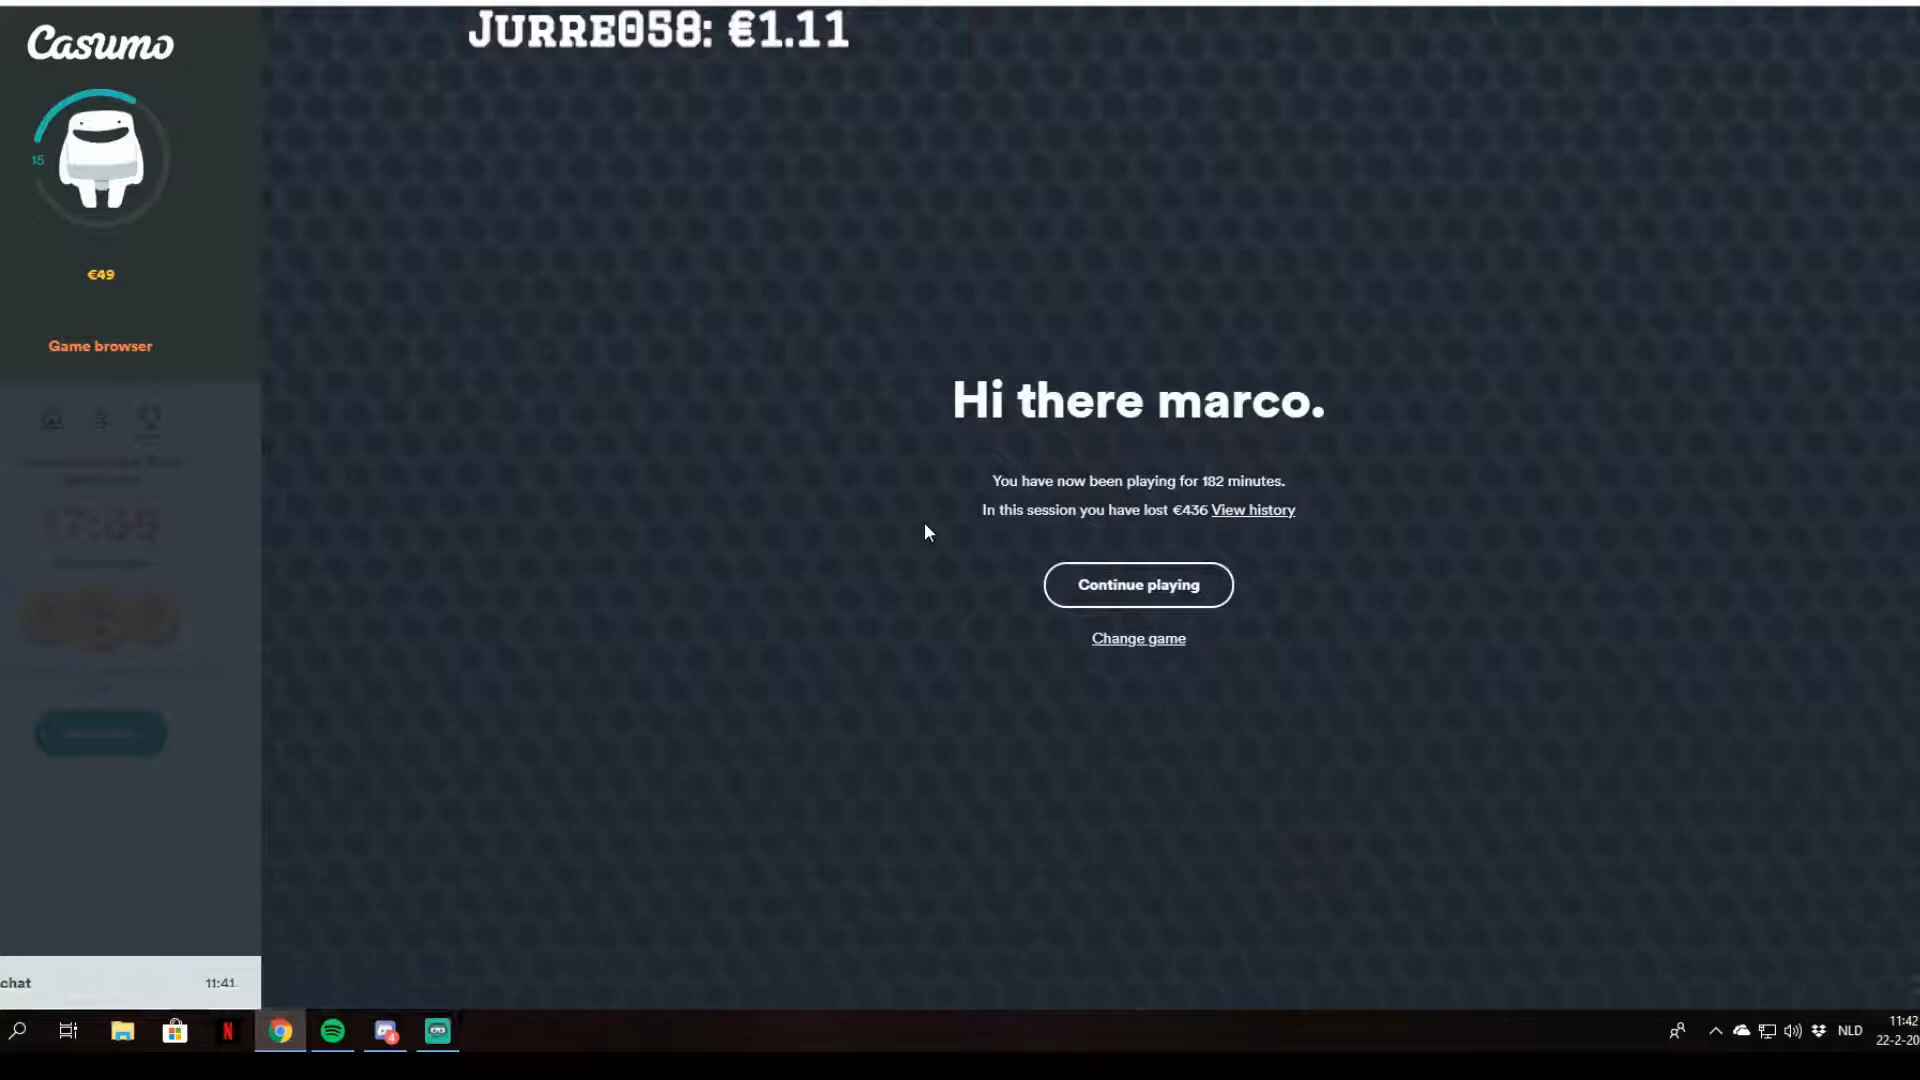 Casumo
JURRE058: €1.11
15
€49
Game browser
Hi there marco.
You have now been playing for 182 minutes.
In this session you have lost €436 View history
Continue playing
Change game
chat 11:41
NLD
11:42
22-2-20